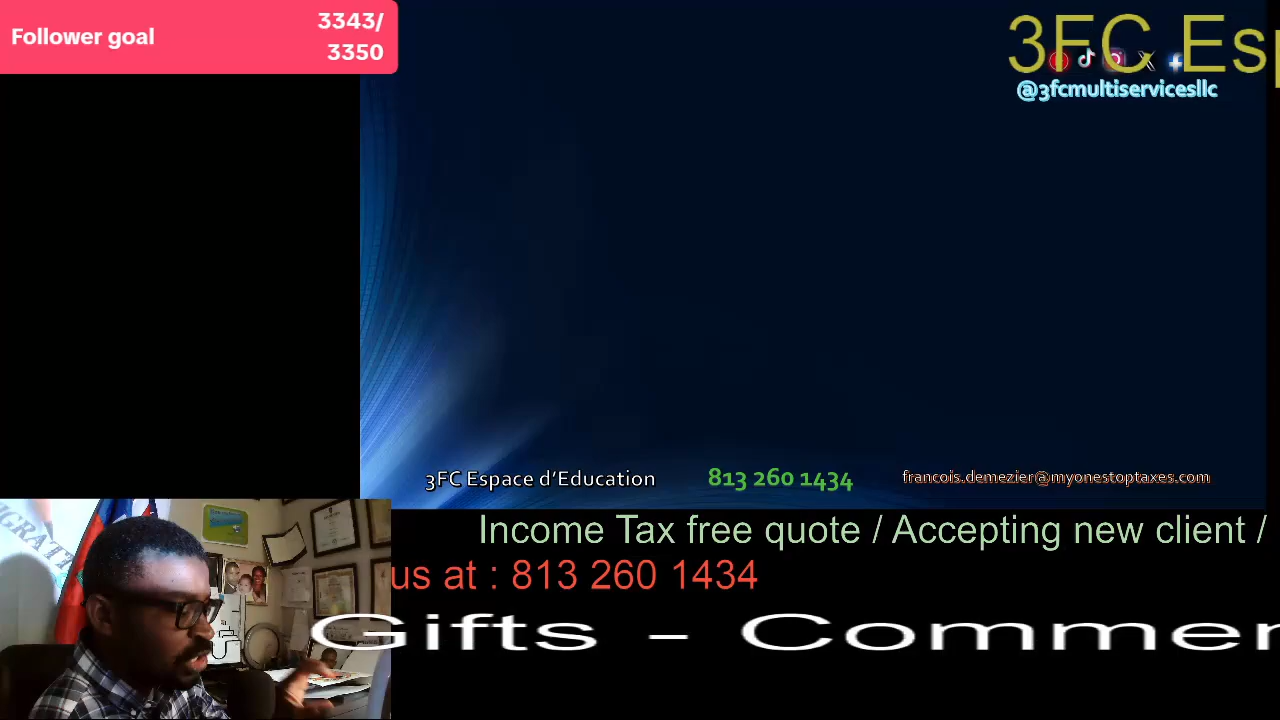 Follower goal
3343/
3350
3FC Esp
@3fcmultiservicesllc
3FC Espace d'Education
813 260 1434
francois.demezier@myonestoptaxes.com
Income Tax free quote / Accepting new client /
us at : 813 260 1434
Gifts - Commen